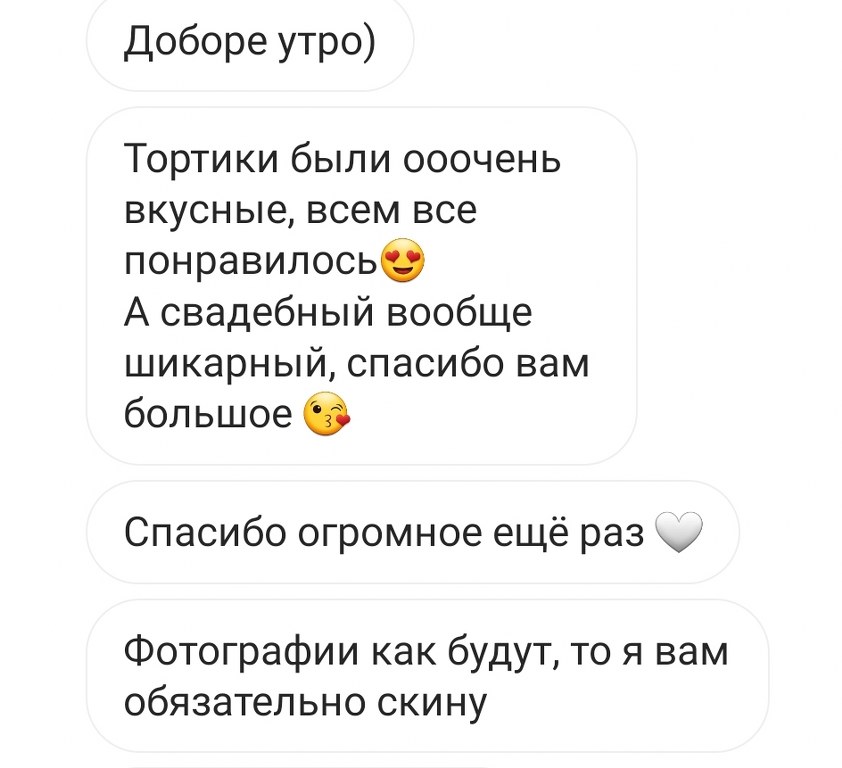 Доборе утро)
Тортики были ооочень
вкусные, всем все
понравилось😍
А свадебный вообще
шикарный, спасибо вам
большое 😘
Спасибо огромное ещё раз 🤍
Фотографии как будут, то я вам
обязательно скину